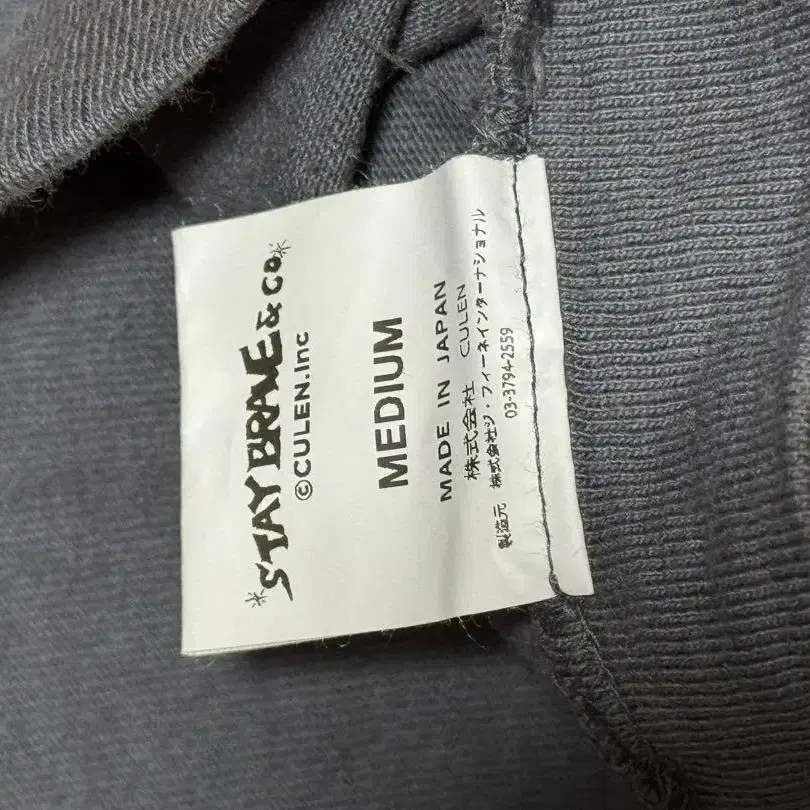 *STAY BRAVE & CO*
©CULEN.Inc
MEDIUM
MADE IN JAPAN
株式会社 CULEN
製造元 株式会社ジ・フィーネインターナショナル
03-3794-2559